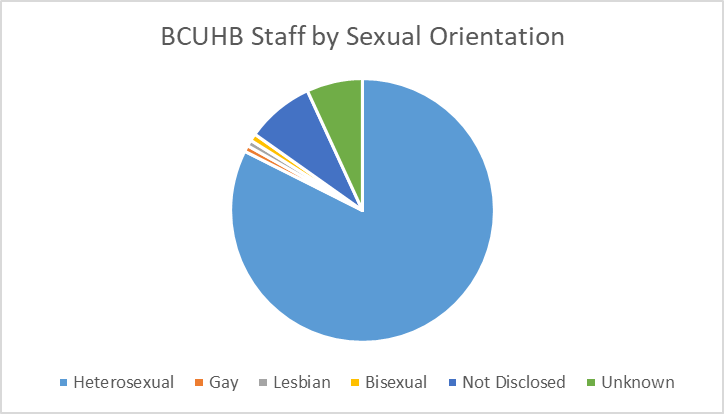 BCUHB Staff by Sexual Orientation
Heterosexual Gay Lesbian Bisexual Not Disclosed Unknown